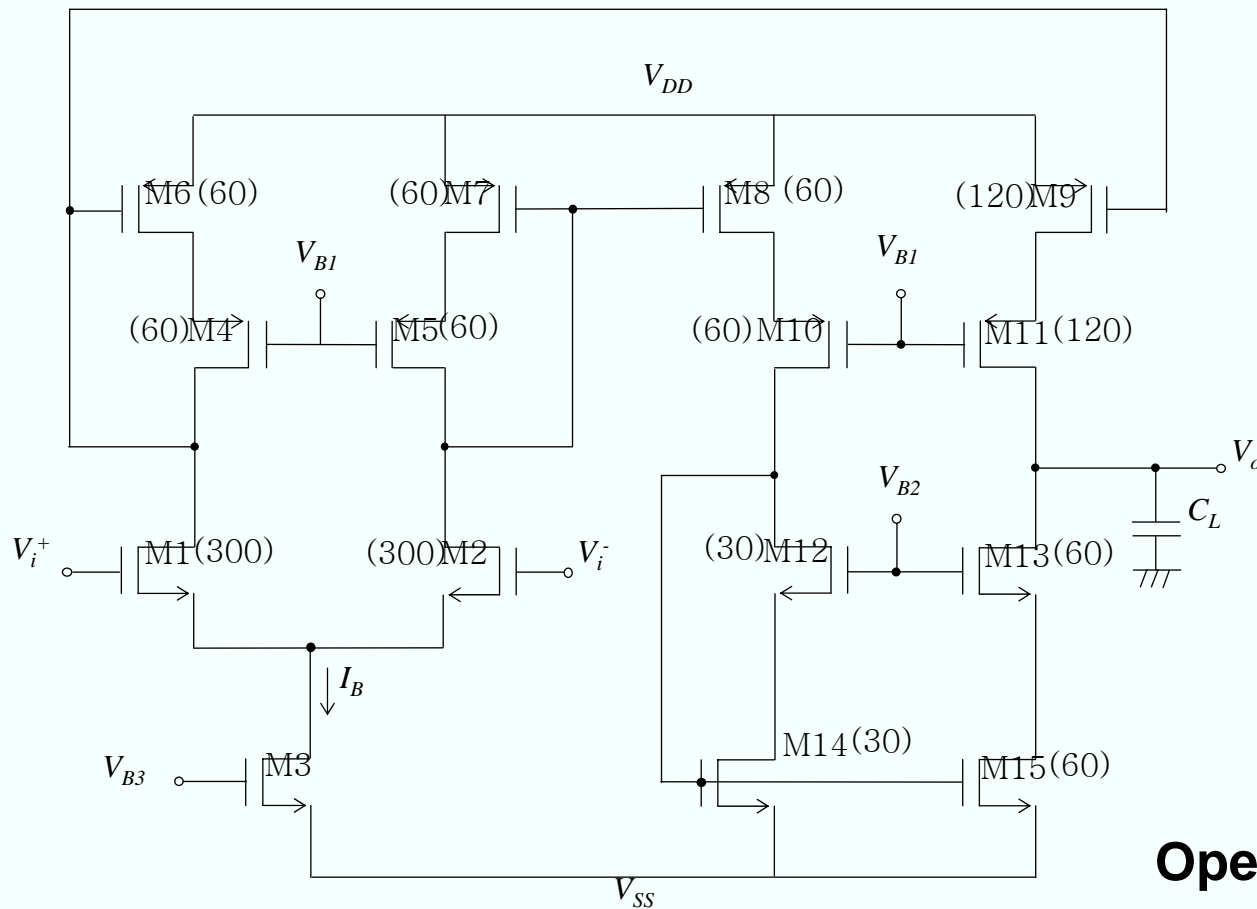 V_DD
M6(60)
(60)M7
M8 (60)
(120)M9
V_B1
V_B1
(60)M4
M5(60)
(60)M10
M11(120)
V_B2
C_L
V_i^+
M1(300)
(300)M2
V_i^-
(30)M12
M13(60)
I_B
V_B3
M3
M14(30)
M15(60)
V_SS